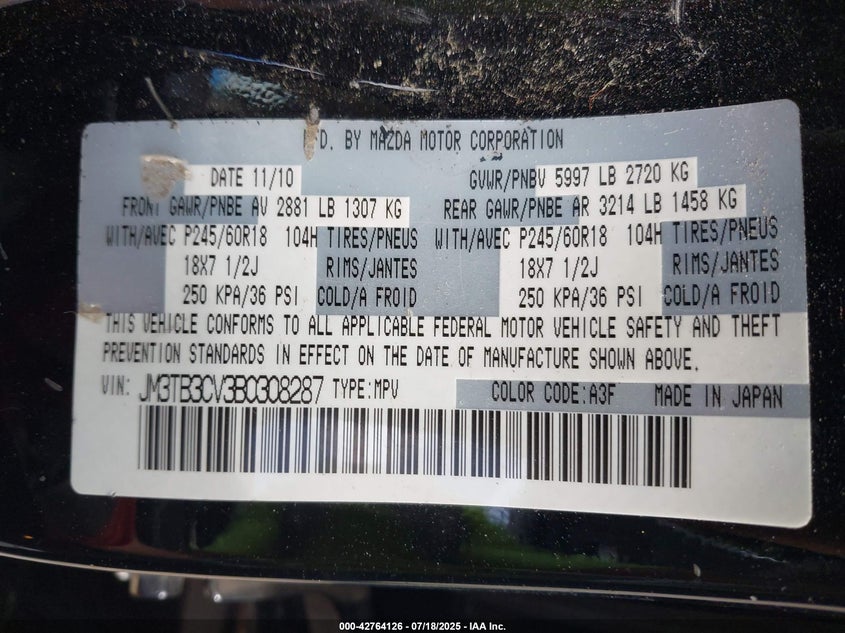 MFD. BY MAZDA MOTOR CORPORATION
DATE 11/10 GVWR/PNBV 5997 LB 2720 KG
FRONT GAWR/PNBE AV 2881 LB 1307 KG REAR GAWR/PNBE AR 3214 LB 1458 KG
WITH/AVEC P245/60R18 104H TIRES/PNEUS WITH/AVEC P245/60R18 104H TIRES/PNEUS
18X7 1/2J RIMS/JANTES 18X7 1/2J RIMS/JANTES
250 KPA/36 PSI COLD/A FROID 250 KPA/36 PSI COLD/A FROID
THIS VEHICLE CONFORMS TO ALL APPLICABLE FEDERAL MOTOR VEHICLE SAFETY AND THEFT
PREVENTION STANDARDS IN EFFECT ON THE DATE OF MANUFACTURE SHOWN ABOVE.
VIN: JM3TB3CV3B0308287 TYPE:MPV COLOR CODE:A3F MADE IN JAPAN
000-42764126 - 07/18/2025 - IAA Inc.